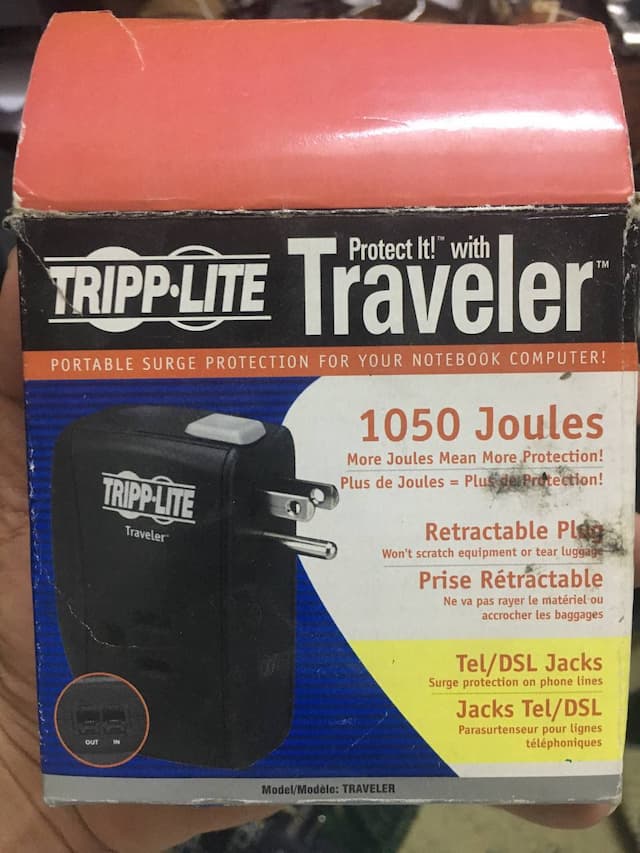 TRIPP·LITE
Protect It!™ with
Traveler™
PORTABLE SURGE PROTECTION FOR YOUR NOTEBOOK COMPUTER!
1050 Joules
More Joules Mean More Protection!
Plus de Joules = Plus de Protection!
TRIPP·LITE
Traveler™
Retractable Plug
Won't scratch equipment or tear luggage
Prise Rétractable
Ne va pas rayer le matériel ou
accrocher les baggages
Tel/DSL Jacks
Surge protection on phone lines
Jacks Tel/DSL
Parasurtenseur pour lignes
téléphoniques
OUT IN
Model/Modèle: TRAVELER